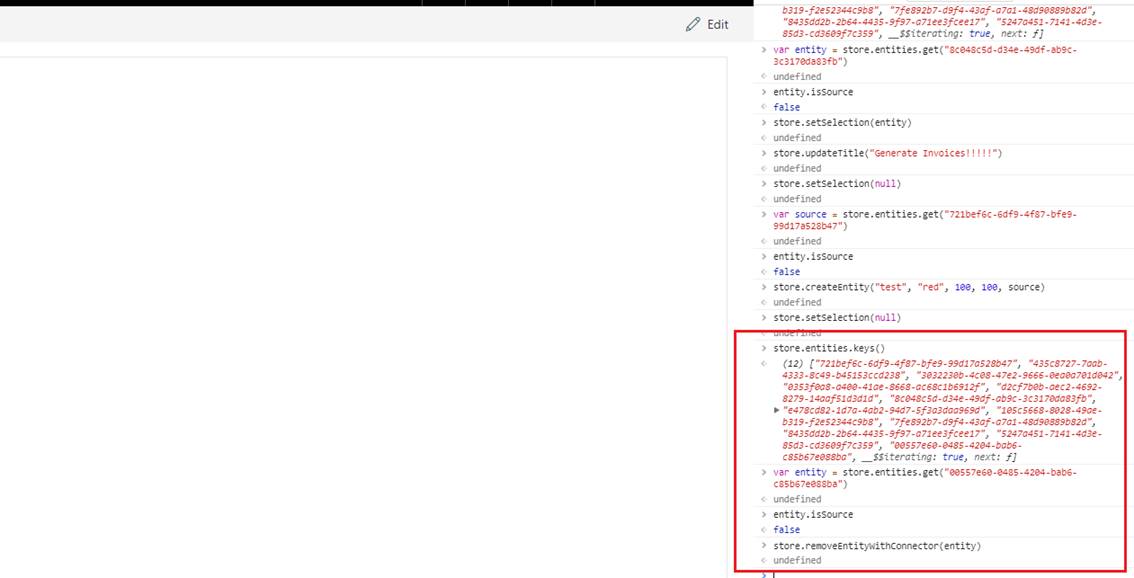 Edit
b319-f2e52344c9b8", "7fe892b7-d9f4-43af-a7a1-48d90889b82d",
"8435dd2b-2b64-4435-9f97-a71ee3fcee17", "5247a451-7141-4d3e-
85d3-cd3609f7c359", __$$iterating: true, next: ƒ]
> var entity = store.entities.get("8c048c5d-d34e-49df-ab9c-
3c3170da83fb")
< undefined
> entity.isSource
< false
> store.setSelection(entity)
< undefined
> store.updateTitle("Generate Invoices!!!!!")
< undefined
> store.setSelection(null)
< undefined
> var source = store.entities.get("721bef6c-6df9-4f87-bfe9-
99d17a528b47")
< undefined
> entity.isSource
< false
> store.createEntity("test", "red", 100, 100, source)
< undefined
> store.setSelection(null)
< undefined
> store.entities.keys()
< (12) ["721bef6c-6df9-4f87-bfe9-99d17a528b47", "435c8727-7aab-
4333-8c49-b45153ccd238", "3032230b-4c08-47e2-9666-0ea0a701d042",
"0353f0a8-a400-41ae-8668-ac68c1b6912f", "d2cf7b0b-aec2-4692-
8279-14aaf51d3d1d", "8c048c5d-d34e-49df-ab9c-3c3170da83fb",
▶ "e478cd82-1d7a-4ab2-94d7-5f3a3daa969d", "105c5668-8028-49ae-
b319-f2e52344c9b8", "7fe892b7-d9f4-43af-a7a1-48d90889b82d",
"8435dd2b-2b64-4435-9f97-a71ee3fcee17", "5247a451-7141-4d3e-
85d3-cd3609f7c359", "00557e60-0485-4204-bab6-
c85b67e088ba", __$$iterating: true, next: ƒ]
> var entity = store.entities.get("00557e60-0485-4204-bab6-
c85b67e088ba")
< undefined
> entity.isSource
< false
> store.removeEntityWithConnector(entity)
< undefined
>